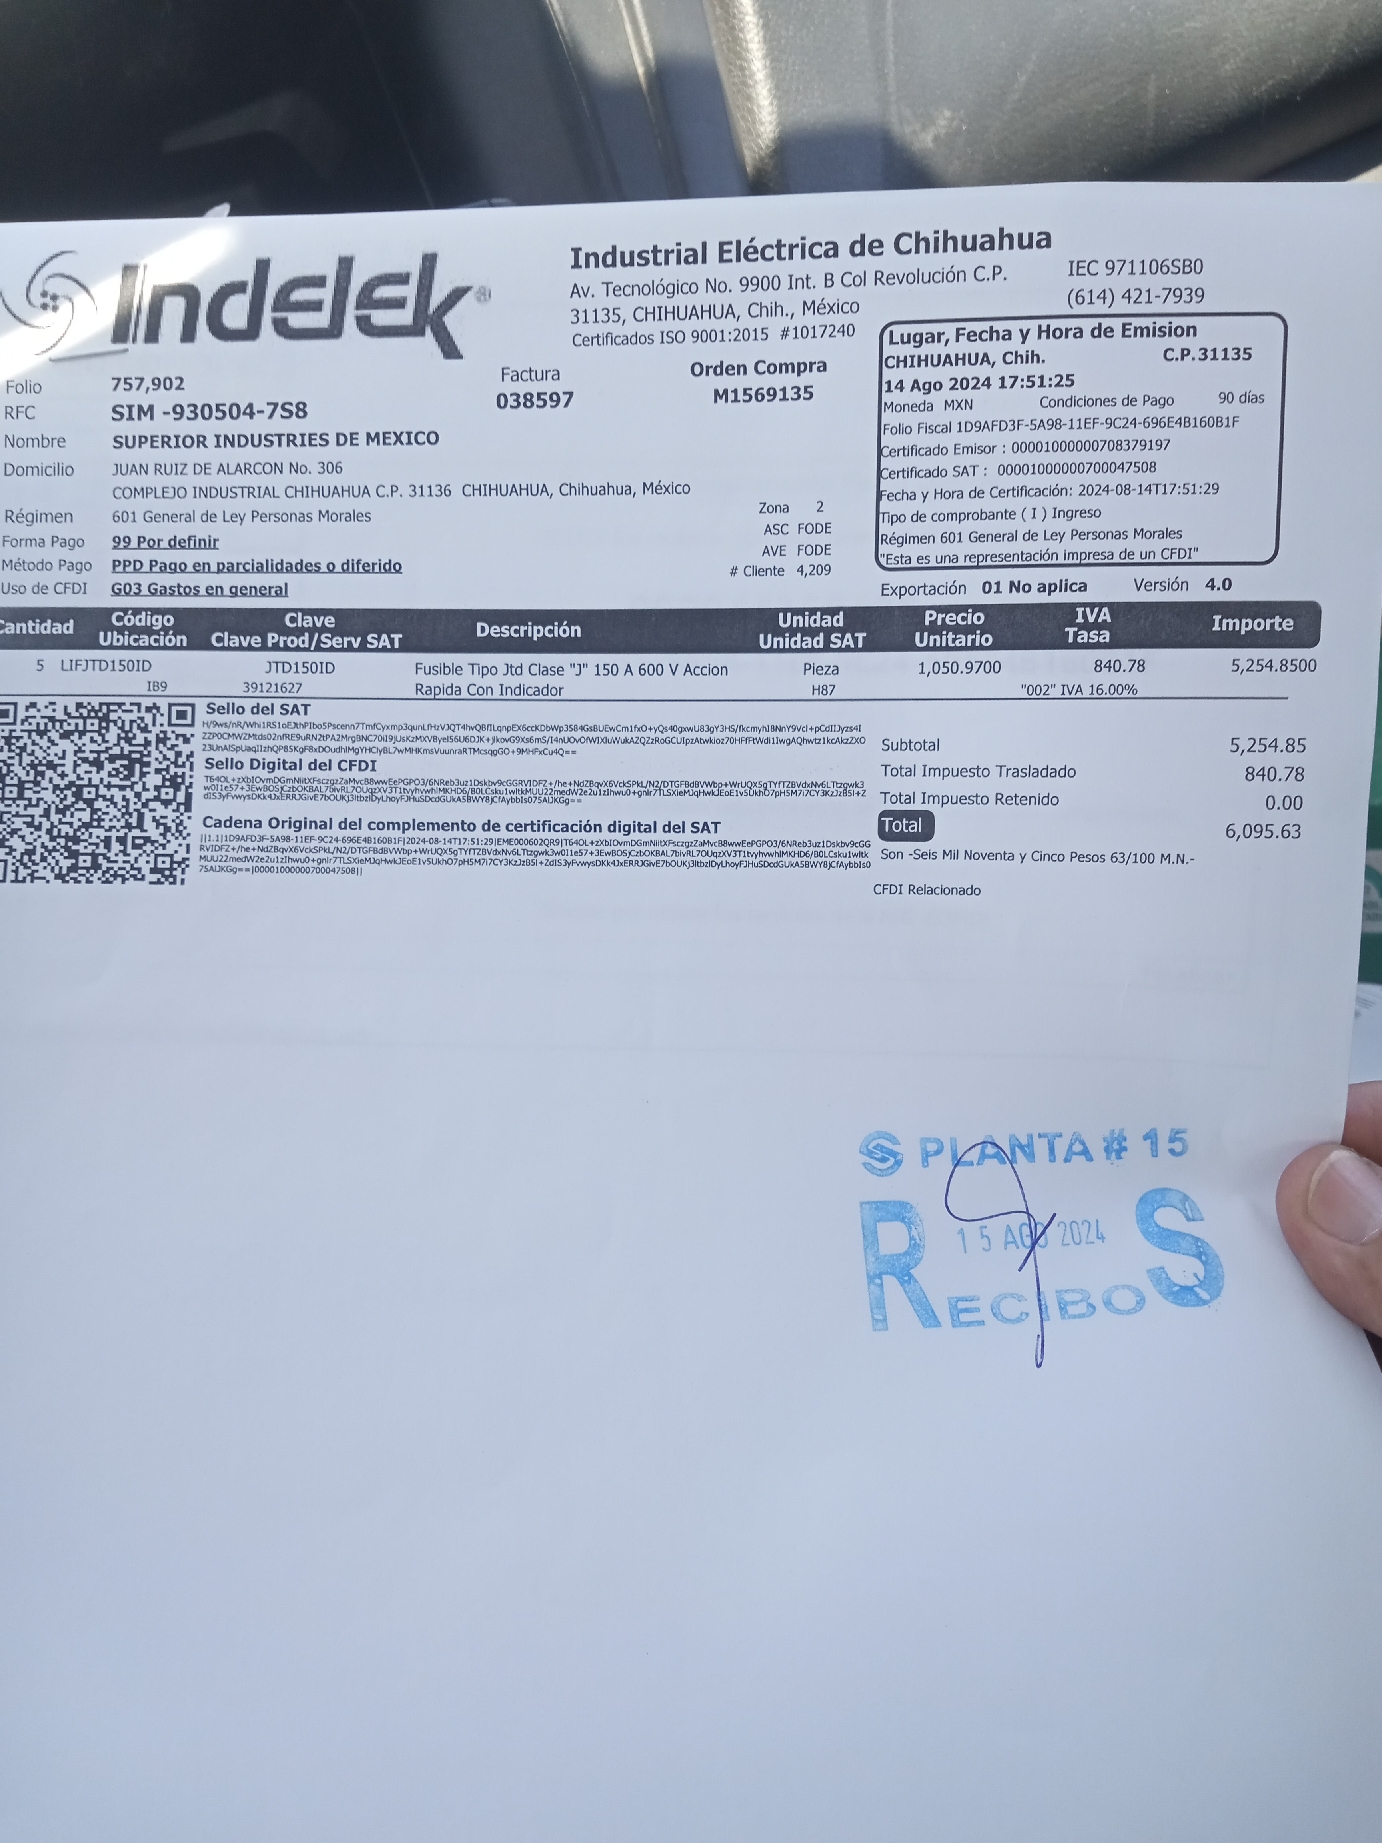 Indelek
Industrial Eléctrica de Chihuahua
Av. Tecnológico No. 9900 Int. B Col Revolución C.P.
31135, CHIHUAHUA, Chih., México
Certificados ISO 9001:2015 #1017240
IEC 971106SB0
(614) 421-7939
Folio 757,902
Factura
038597
Orden Compra
M1569135
RFC SIM -930504-7S8
Nombre SUPERIOR INDUSTRIES DE MEXICO
Domicilio JUAN RUIZ DE ALARCON No. 306
COMPLEJO INDUSTRIAL CHIHUAHUA C.P. 31136 CHIHUAHUA, Chihuahua, México
Régimen 601 General de Ley Personas Morales
Forma Pago 99 Por definir
Método Pago PPD Pago en parcialidades o diferido
Uso de CFDI G03 Gastos en general
Zona 2
ASC FODE
AVE FODE
# Cliente 4,209
Lugar, Fecha y Hora de Emision
CHIHUAHUA, Chih. C.P.31135
14 Ago 2024 17:51:25
Moneda MXN Condiciones de Pago 90 días
Folio Fiscal 1D9AFD3F-5A98-11EF-9C24-696E4B160B1F
Certificado Emisor : 00001000000708379197
Certificado SAT : 00001000000700047508
Fecha y Hora de Certificación: 2024-08-14T17:51:29
Tipo de comprobante ( I ) Ingreso
Régimen 601 General de Ley Personas Morales
"Esta es una representación impresa de un CFDI"
Exportación 01 No aplica Versión 4.0
Cantidad Código Ubicación Clave Clave Prod/Serv SAT Descripción Unidad Unidad SAT Precio Unitario IVA Tasa Importe
5 LIFJTD150ID JTD150ID Fusible Tipo Jtd Clase "J" 150 A 600 V Accion Pieza 1,050.9700 840.78 5,254.8500
IB9 39121627 Rapida Con Indicador H87 "002" IVA 16.00%
Sello del SAT
Sello Digital del CFDI
Cadena Original del complemento de certificación digital del SAT
Subtotal 5,254.85
Total Impuesto Trasladado 840.78
Total Impuesto Retenido 0.00
Total 6,095.63
Son -Seis Mil Noventa y Cinco Pesos 63/100 M.N.-
CFDI Relacionado
PLANTA # 15
15 AGO 2024
RECIBOS